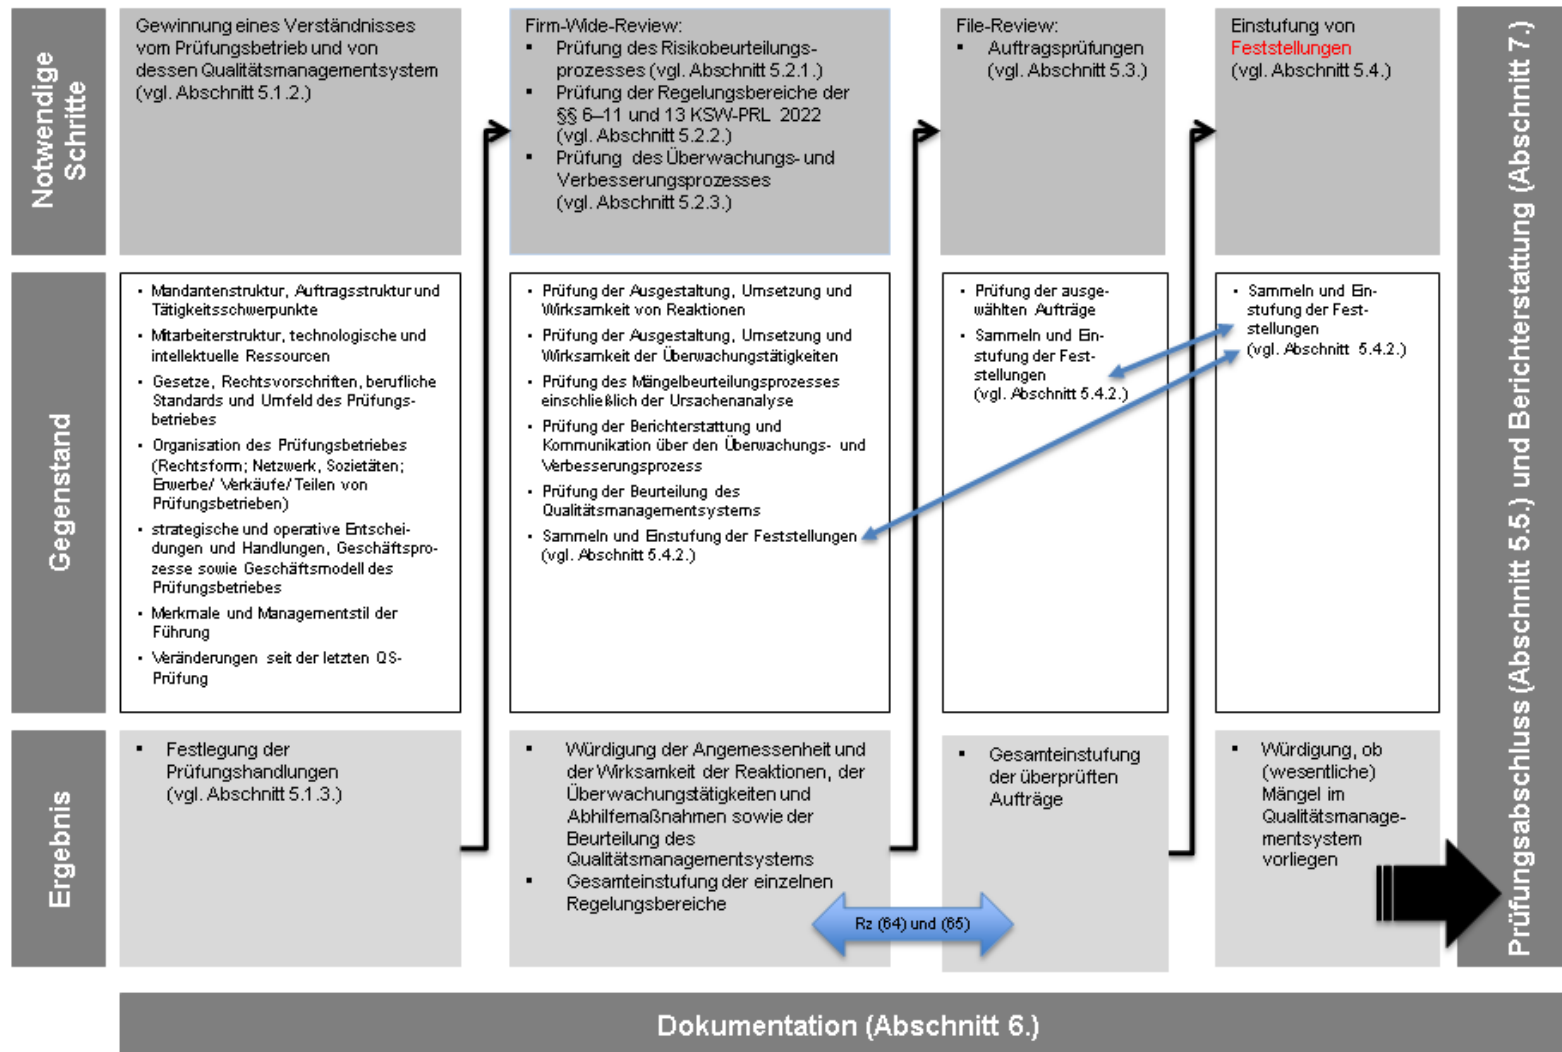 Notwendige
Schritte
Gewinnung eines Verständnisses
vom Prüfungsbetrieb und von
dessen Qualitätsmanagementsystem
(vgl. Abschnitt 5.1.2.)
Firm-Wide-Review:
▪ Prüfung des Risikobeurteilungs-
prozesses (vgl. Abschnitt 5.2.1.)
▪ Prüfung der Regelungsbereiche der
§§ 6–11 und 13 KSW-PRL 2022
(vgl. Abschnitt 5.2.2.)
▪ Prüfung des Überwachungs- und
Verbesserungsprozesses
(vgl. Abschnitt 5.2.3.)
File-Review:
▪ Auftragsprüfungen
(vgl. Abschnitt 5.3.)
Einstufung von
Feststellungen
(vgl. Abschnitt 5.4.)
Gegenstand
• Mandantenstruktur, Auftragsstruktur und
Tätigkeitsschwerpunkte
• Mitarbeiterstruktur, technologische und
intellektuelle Ressourcen
• Gesetze, Rechtsvorschriften, berufliche
Standards und Umfeld des Prüfungs-
betriebes
• Organisation des Prüfungsbetriebes
(Rechtsform; Netzwerk, Sozietäten;
Erwerbe/ Verkäufe/ Teilen von
Prüfungsbetrieben)
• strategische und operative Entschei-
dungen und Handlungen, Geschäftspro-
zesse sowie Geschäftsmodell des
Prüfungsbetriebes
• Merkmale und Managementstil der
Führung
• Veränderungen seit der letzten QS-
Prüfung
• Prüfung der Ausgestaltung, Umsetzung und
Wirksamkeit von Reaktionen
• Prüfung der Ausgestaltung, Umsetzung und
Wirksamkeit der Überwachungstätigkeiten
• Prüfung des Mängelbeurteilungsprozesses
einschließlich der Ursachenanalyse
• Prüfung der Berichterstattung und
Kommunikation über den Überwachungs- und
Verbesserungsprozess
• Prüfung der Beurteilung des
Qualitätsmanagementsystems
• Sammeln und Einstufung der Feststellungen
(vgl. Abschnitt 5.4.2.)
• Prüfung der ausge-
wählten Aufträge
• Sammeln und Ein-
stufung der Fest-
stellungen
(vgl. Abschnitt 5.4.2.)
• Sammeln und Ein-
stufung der Fest-
stellungen
(vgl. Abschnitt 5.4.2.)
Ergebnis
▪ Festlegung der
Prüfungshandlungen
(vgl. Abschnitt 5.1.3.)
▪ Würdigung der Angemessenheit und
der Wirksamkeit der Reaktionen, der
Überwachungstätigkeiten und
Abhilfemaßnahmen sowie der
Beurteilung des
Qualitätsmanagementsystems
▪ Gesamteinstufung der einzelnen
Regelungsbereiche
▪ Gesamteinstufung
der überprüften
Aufträge
▪ Würdigung, ob
(wesentliche)
Mängel im
Qualitätsmanage-
mentsystem
vorliegen
Rz (64) und (65)
Prüfungsabschluss (Abschnitt 5.5.) und Berichterstattung (Abschnitt 7.)
Dokumentation (Abschnitt 6.)